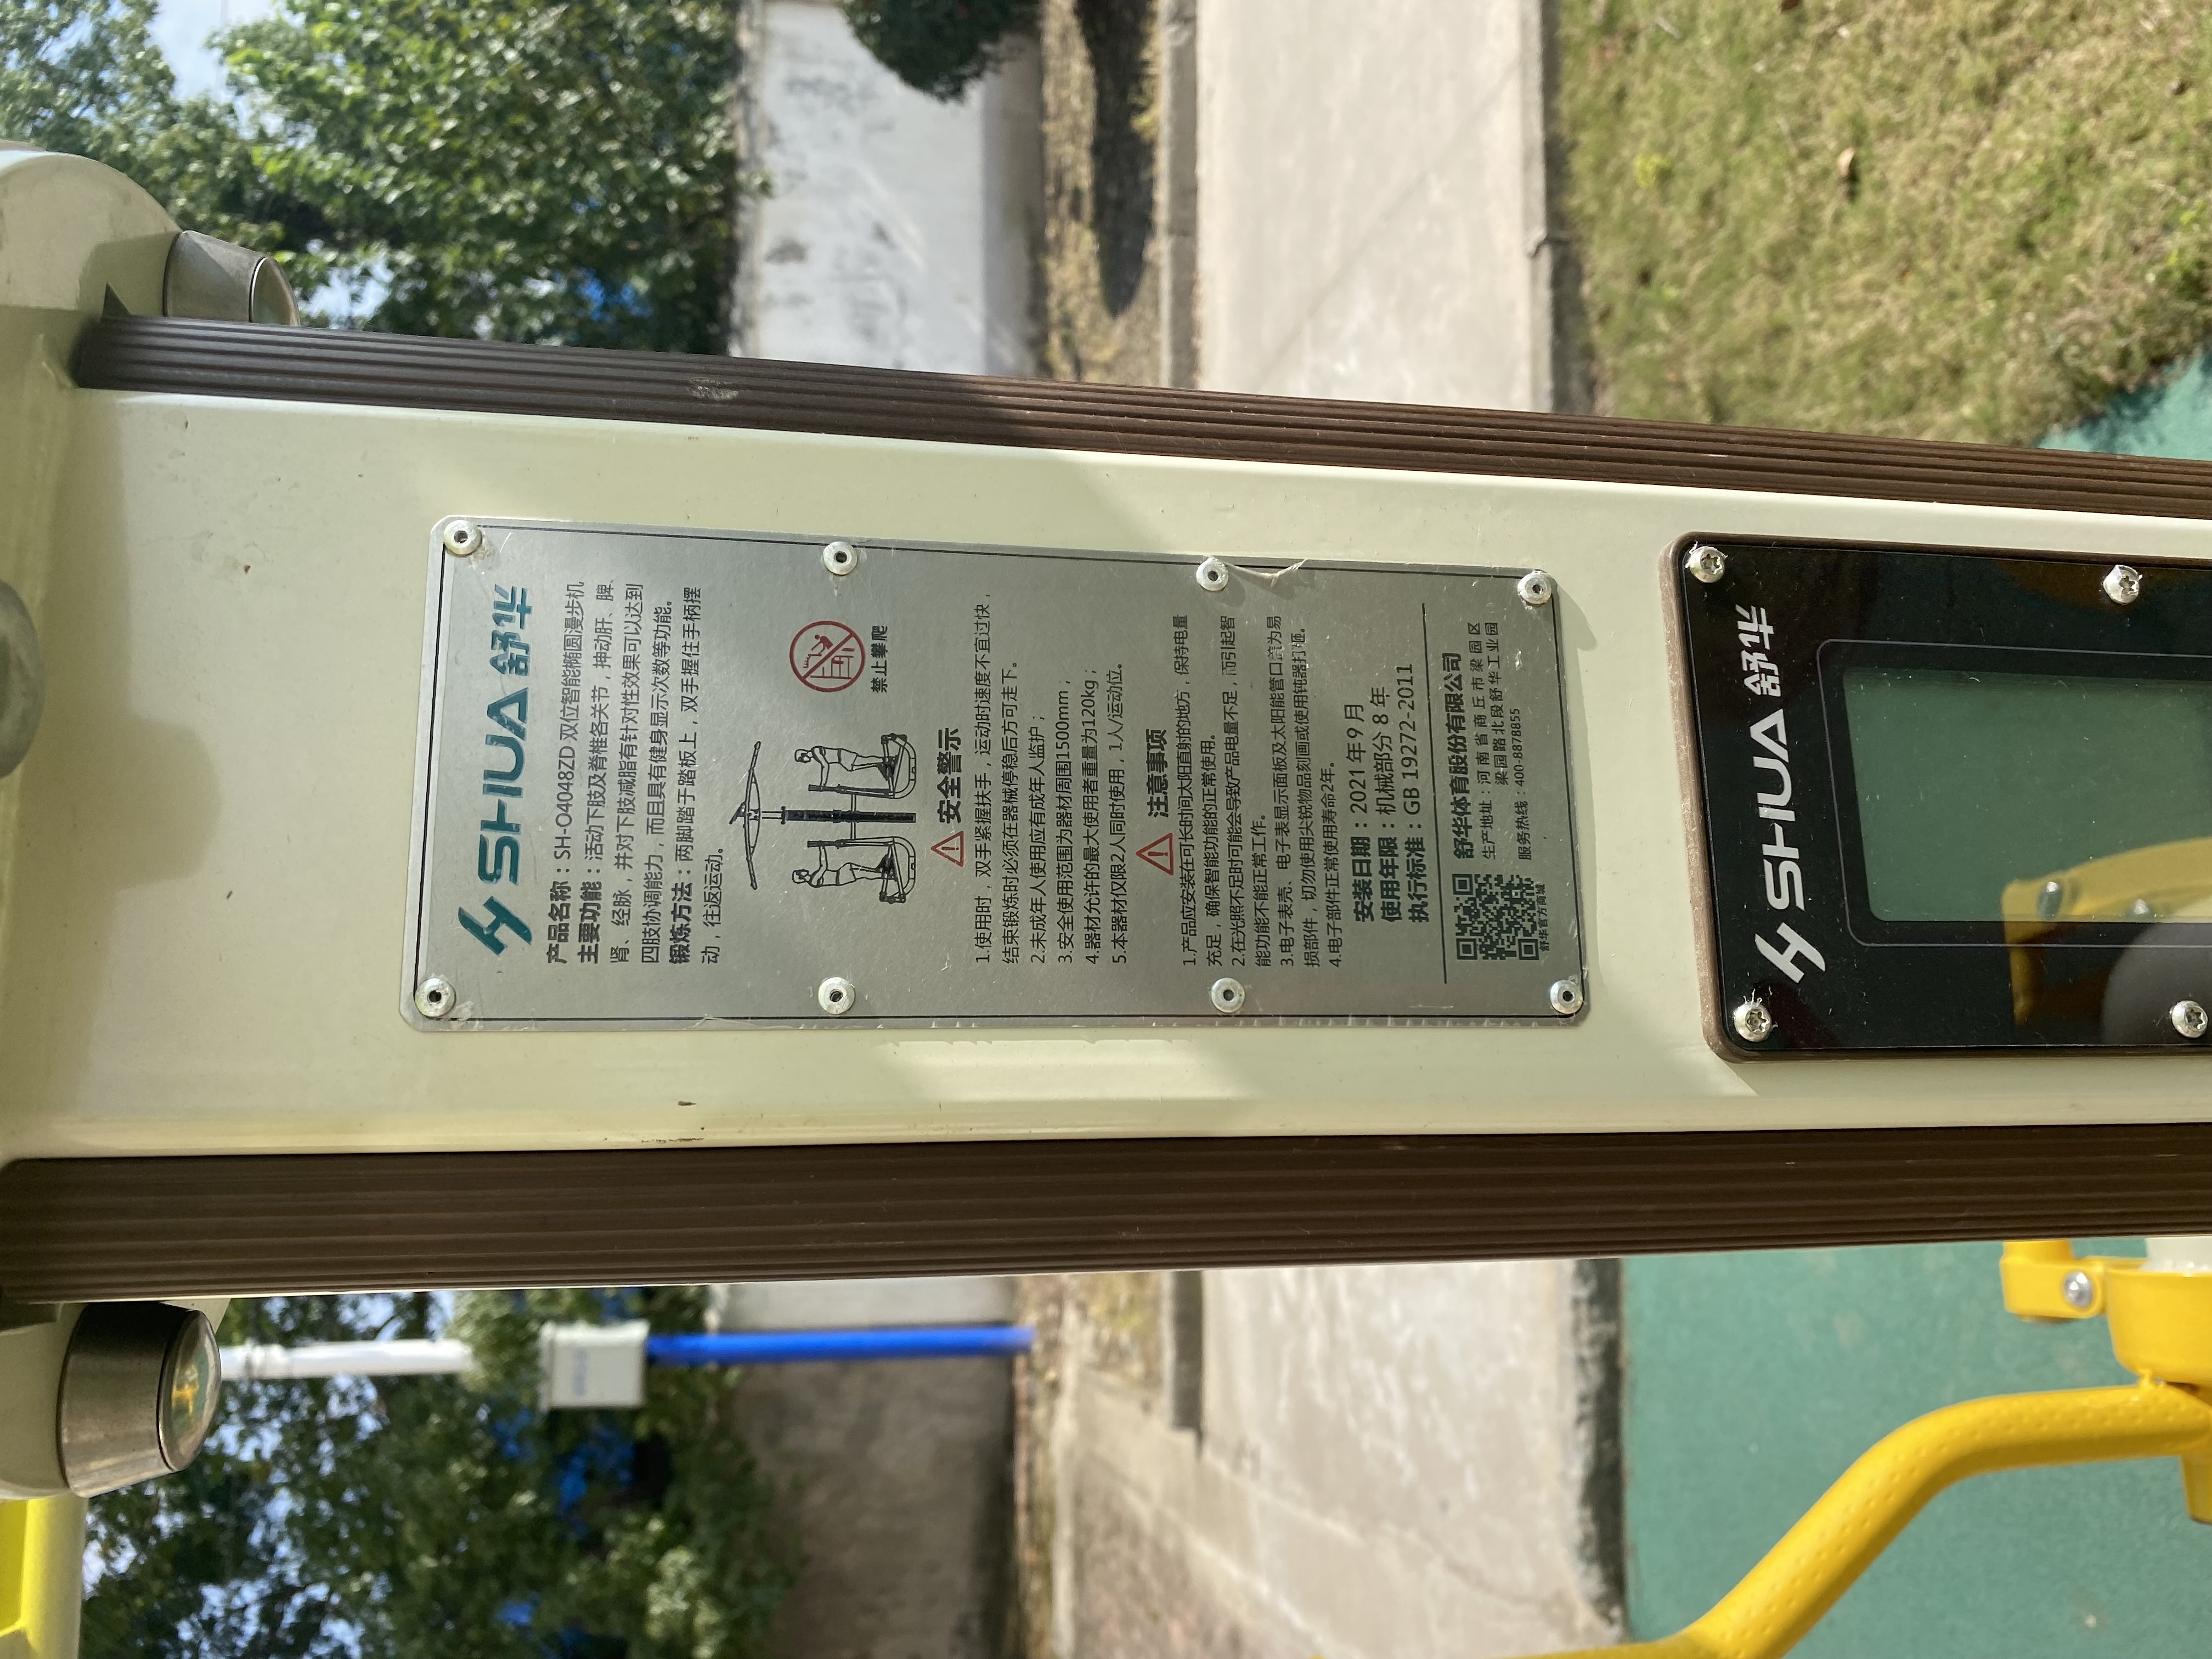 SHUA 舒华
产品名称：SH-O4048ZD 双位智能椭圆漫步机
主要功能：活动下肢及脊椎各关节，抻动肝、脾、
肾、经脉，并对下肢减脂有针对性效果可以达到
四肢协调能力，而且具有健身显示次数等功能。
锻炼方法：两脚踏于踏板上，双手握住手柄摆
动，往返运动。
禁止攀爬
安全警示
1.使用时，双手紧握扶手，运动时速度不宜过快，
结束锻炼时必须在器械停稳后方可走下。
2.未成年人使用应有成年人监护；
3.安全使用范围为器材周围1500mm；
4.器材允许的最大使用者重量为120kg；
5.本器材仅限2人同时使用，1人/运动位。
注意事项
1.产品应安装在可长时间太阳直射的地方，保持电量
充足，确保智能功能的正常使用。
2.在光照不足时可能会导致产品电量不足，而引起智
能功能不能正常工作。
3.电子表壳、电子表显示面板及太阳能管口盖为易
损部件，切勿使用尖锐物品刻画或使用钝器打砸。
4.电子部件正常使用寿命2年。
安装日期：2021年9月
使用年限：机械部分8年
执行标准：GB 19272-2011
舒华体育股份有限公司
生产地址：河南省商丘市梁园区
梁园路北段舒华工业园
服务热线：400-8878855
舒华官方商城
SHUA 舒华